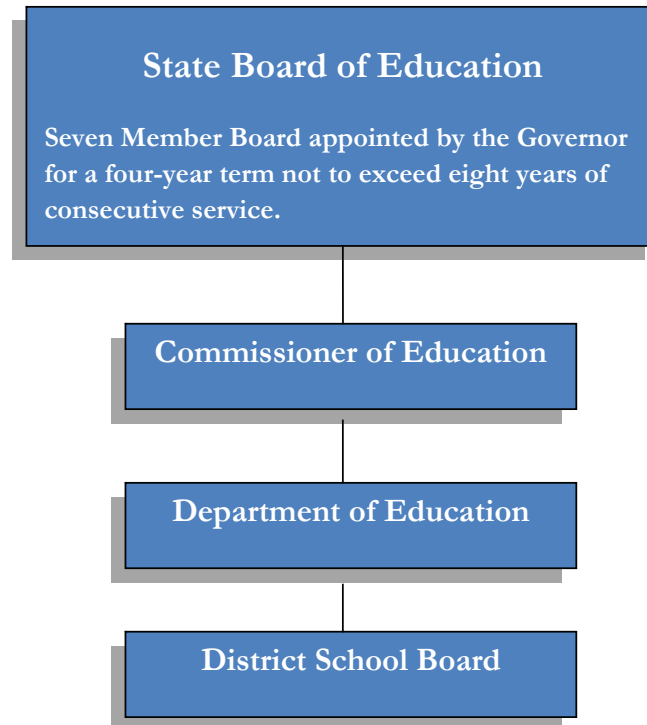 State Board of Education
Seven Member Board appointed by the Governor
for a four-year term not to exceed eight years of
consecutive service.
Commissioner of Education
Department of Education
District School Board